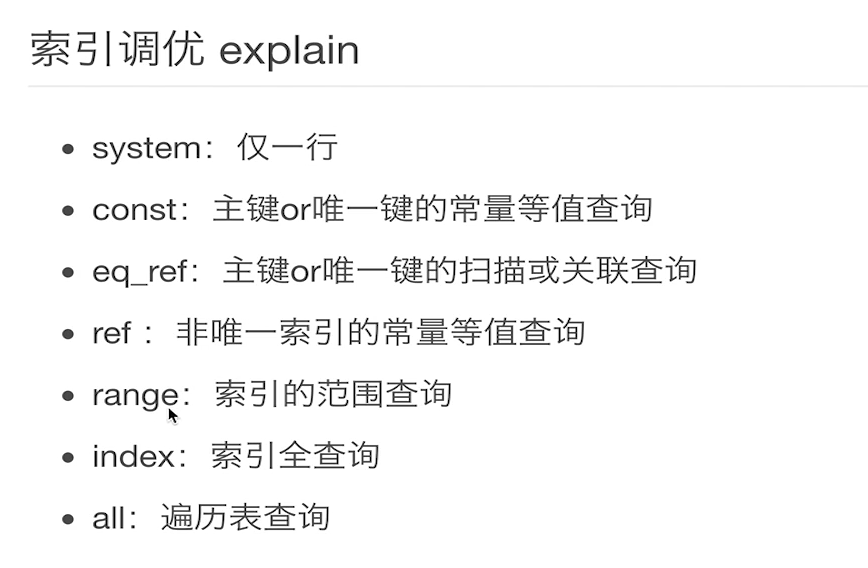 索引调优 explain
system： 仅一行
const： 主键or唯一键的常量等值查询
eq_ref： 主键or唯一键的扫描或关联查询
ref ： 非唯一索引的常量等值查询
range： 索引的范围查询
index： 索引全查询
all： 遍历表查询